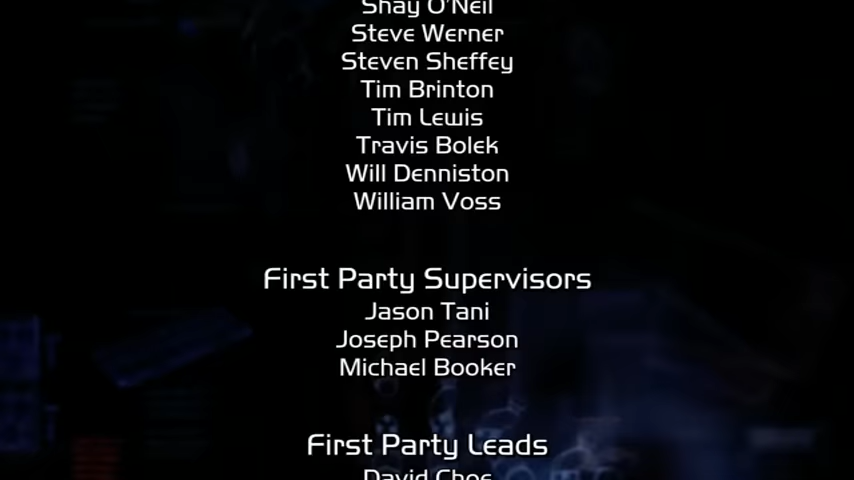 Shay O'Neil
Steve Werner
Steven Sheffey
Tim Brinton
Tim Lewis
Travis Bolek
Will Denniston
William Voss
First Party Supervisors
Jason Tani
Joseph Pearson
Michael Booker
First Party Leads
David Choe